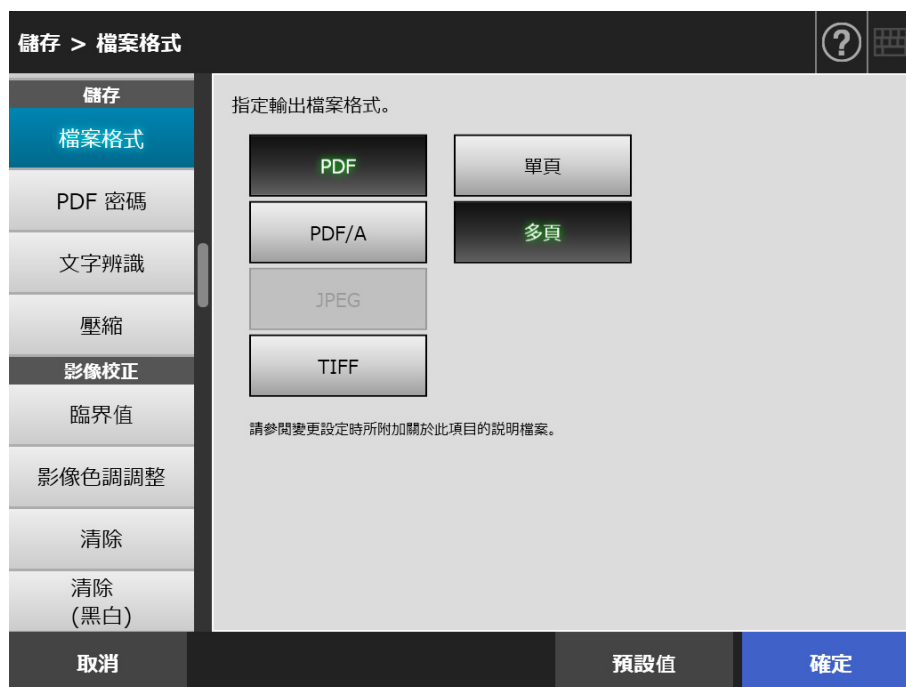 儲存 > 檔案格式
?
儲存
檔案格式
PDF 密碼
文字辨識
壓縮
影像校正
臨界值
影像色調調整
清除
清除
(黑白)
指定輸出檔案格式。
PDF
單頁
PDF/A
多頁
JPEG
TIFF
請參閱變更設定時所附加關於此項目的説明檔案。
取消
預設值
確定